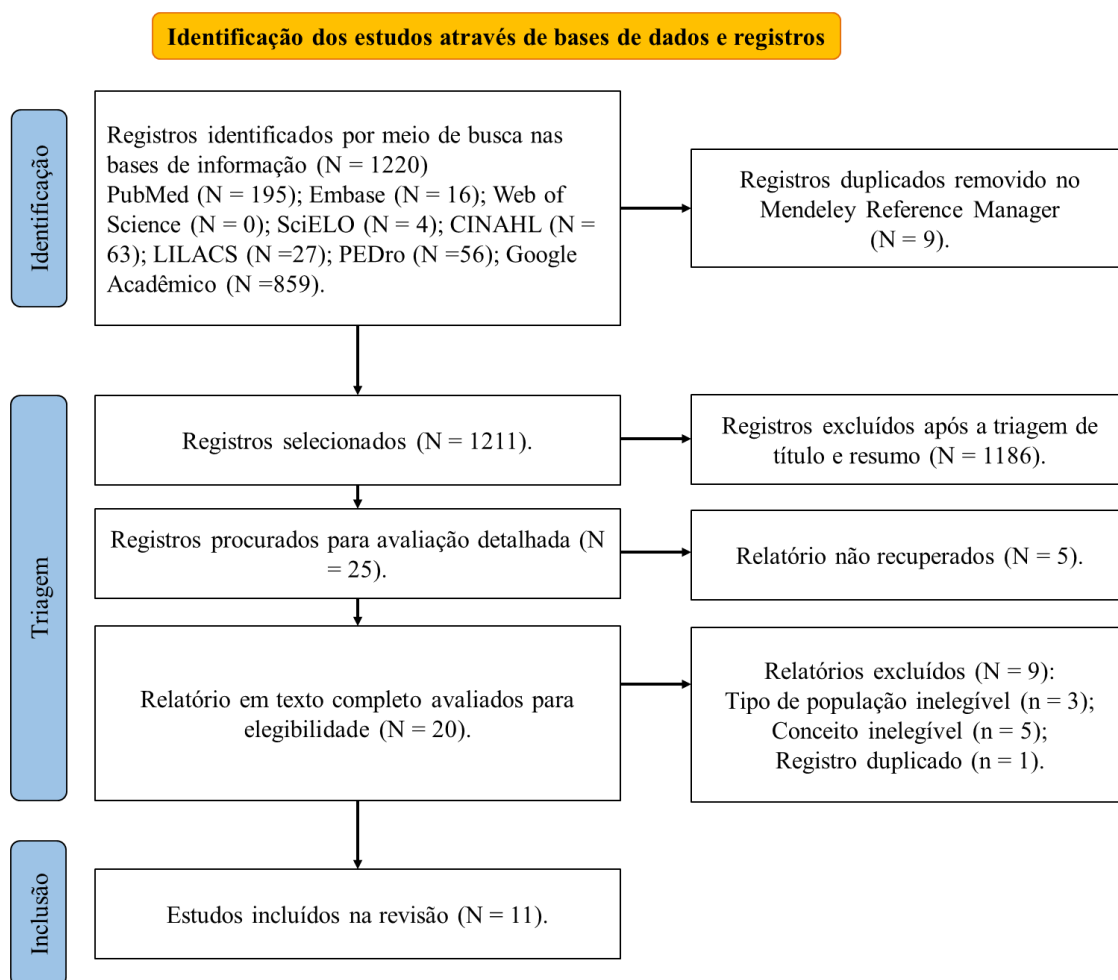 Identificação dos estudos através de bases de dados e registros
Identificação
Registros identificados por meio de busca nas
bases de informação (N = 1220)
PubMed (N = 195); Embase (N = 16); Web of
Science (N = 0); SciELO (N = 4); CINAHL (N =
63); LILACS (N =27); PEDro (N =56); Google
Acadêmico (N =859).
Registros duplicados removido no
Mendeley Reference Manager
(N = 9).
Triagem
Registros selecionados (N = 1211).
Registros excluídos após a triagem de
título e resumo (N = 1186).
Registros procurados para avaliação detalhada (N
= 25).
Relatório não recuperados (N = 5).
Relatório em texto completo avaliados para
elegibilidade (N = 20).
Relatórios excluídos (N = 9):
Tipo de população inelegível (n = 3);
Conceito inelegível (n = 5);
Registro duplicado (n = 1).
Inclusão
Estudos incluídos na revisão (N = 11).